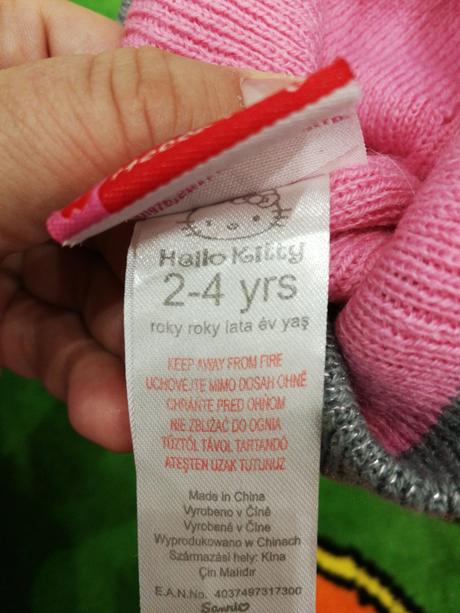 Hello Kitty
2-4 yrs
roky roky lata év yaş
KEEP AWAY FROM FIRE
UCHOVEJTE MIMO DOSAH OHNĚ
CHRÁŇTE PRED OHNOM
NIE ZBLIŻAĆ DO OGNIA
TŰZTŐL TÁVOL TARTANDÓ
ATEŞTEN UZAK TUTUNUZ
Made in China
Vyrobeno v Číně
Vyrobené v Číne
Wyprodukowano w Chinach
Származási hely: Kína
Çin Malıdır
E.A.N.No. 4037497317300
Sanrio